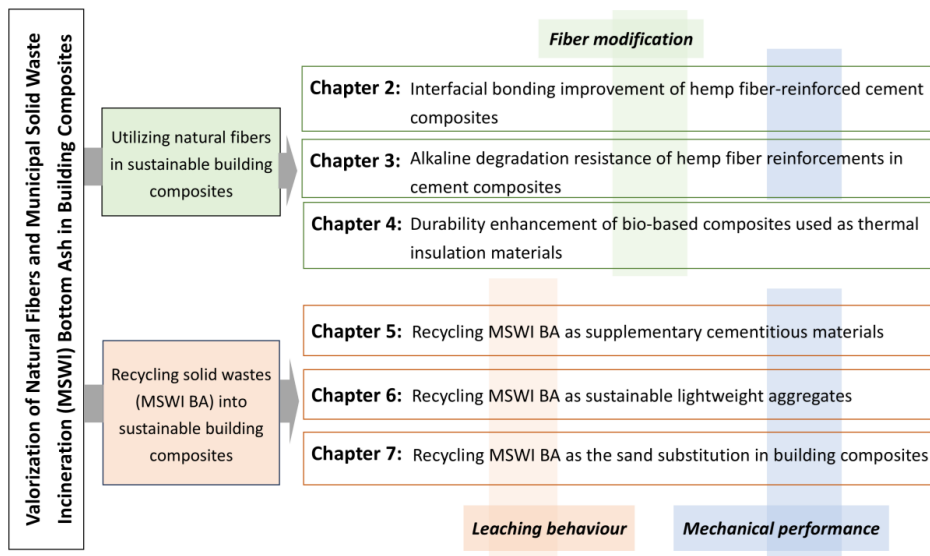 Valorization of Natural Fibers and Municipal Solid Waste
Incineration (MSWI) Bottom Ash in Building Composites
Utilizing natural fibers
in sustainable building
composites
Fiber modification
Chapter 2: Interfacial bonding improvement of hemp fiber-reinforced cement
composites
Chapter 3: Alkaline degradation resistance of hemp fiber reinforcements in
cement composites
Chapter 4: Durability enhancement of bio-based composites used as thermal
insulation materials
Recycling solid wastes
(MSWI BA) into
sustainable building
composites
Chapter 5: Recycling MSWI BA as supplementary cementitious materials
Chapter 6: Recycling MSWI BA as sustainable lightweight aggregates
Chapter 7: Recycling MSWI BA as the sand substitution in building composites
Leaching behaviour
Mechanical performance